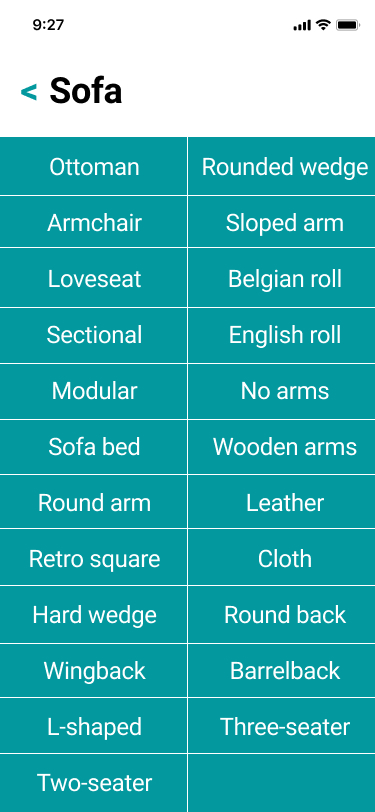 9:27
< Sofa
Ottoman
Rounded wedge
Armchair
Sloped arm
Loveseat
Belgian roll
Sectional
English roll
Modular
No arms
Sofa bed
Wooden arms
Round arm
Leather
Retro square
Cloth
Hard wedge
Round back
Wingback
Barrelback
L-shaped
Three-seater
Two-seater